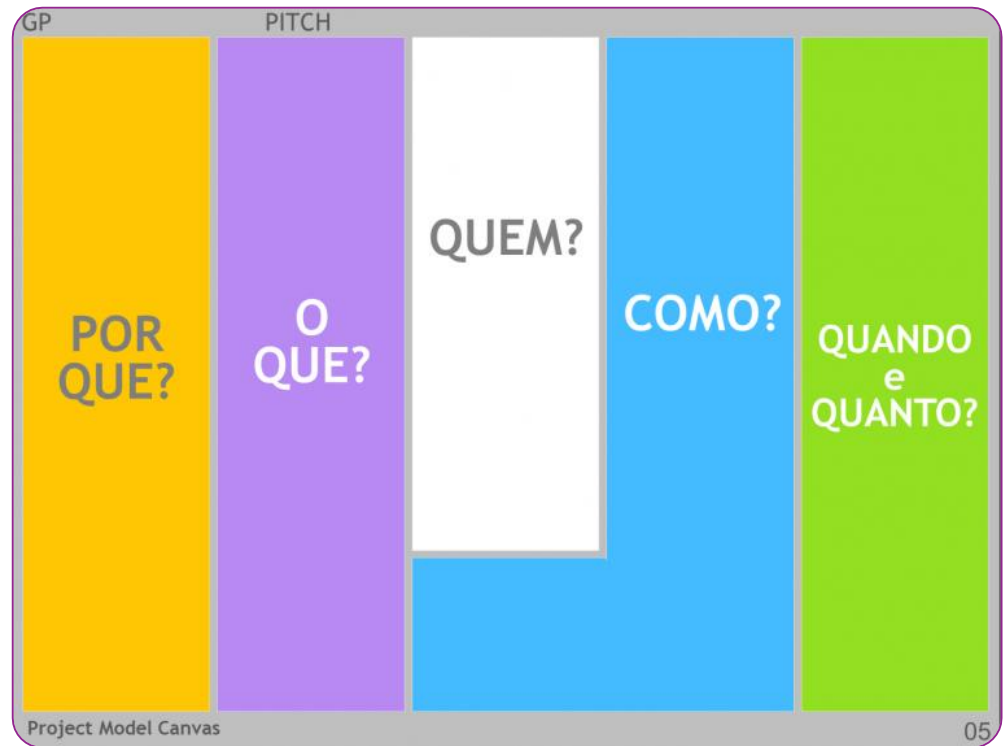 GP
PITCH
POR
QUE?
O
QUE?
QUEM?
COMO?
QUANDO
e
QUANTO?
Project Model Canvas
05